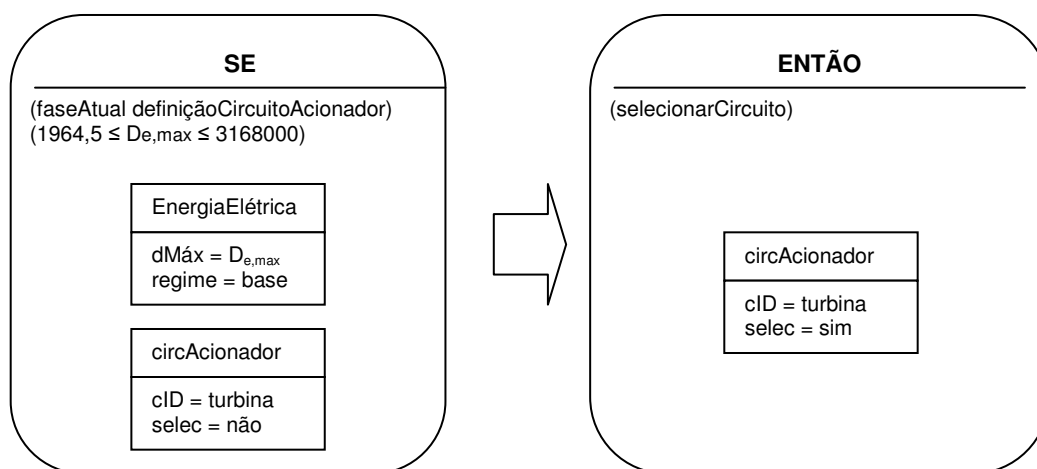 SE
(faseAtual definiçãoCircuitoAcionador)
(1964,5 ≤ De,max ≤ 3168000)
EnergiaElétrica
dMáx = De,max
regime = base
circAcionador
cID = turbina
selec = não
ENTÃO
(selecionarCircuito)
circAcionador
cID = turbina
selec = sim